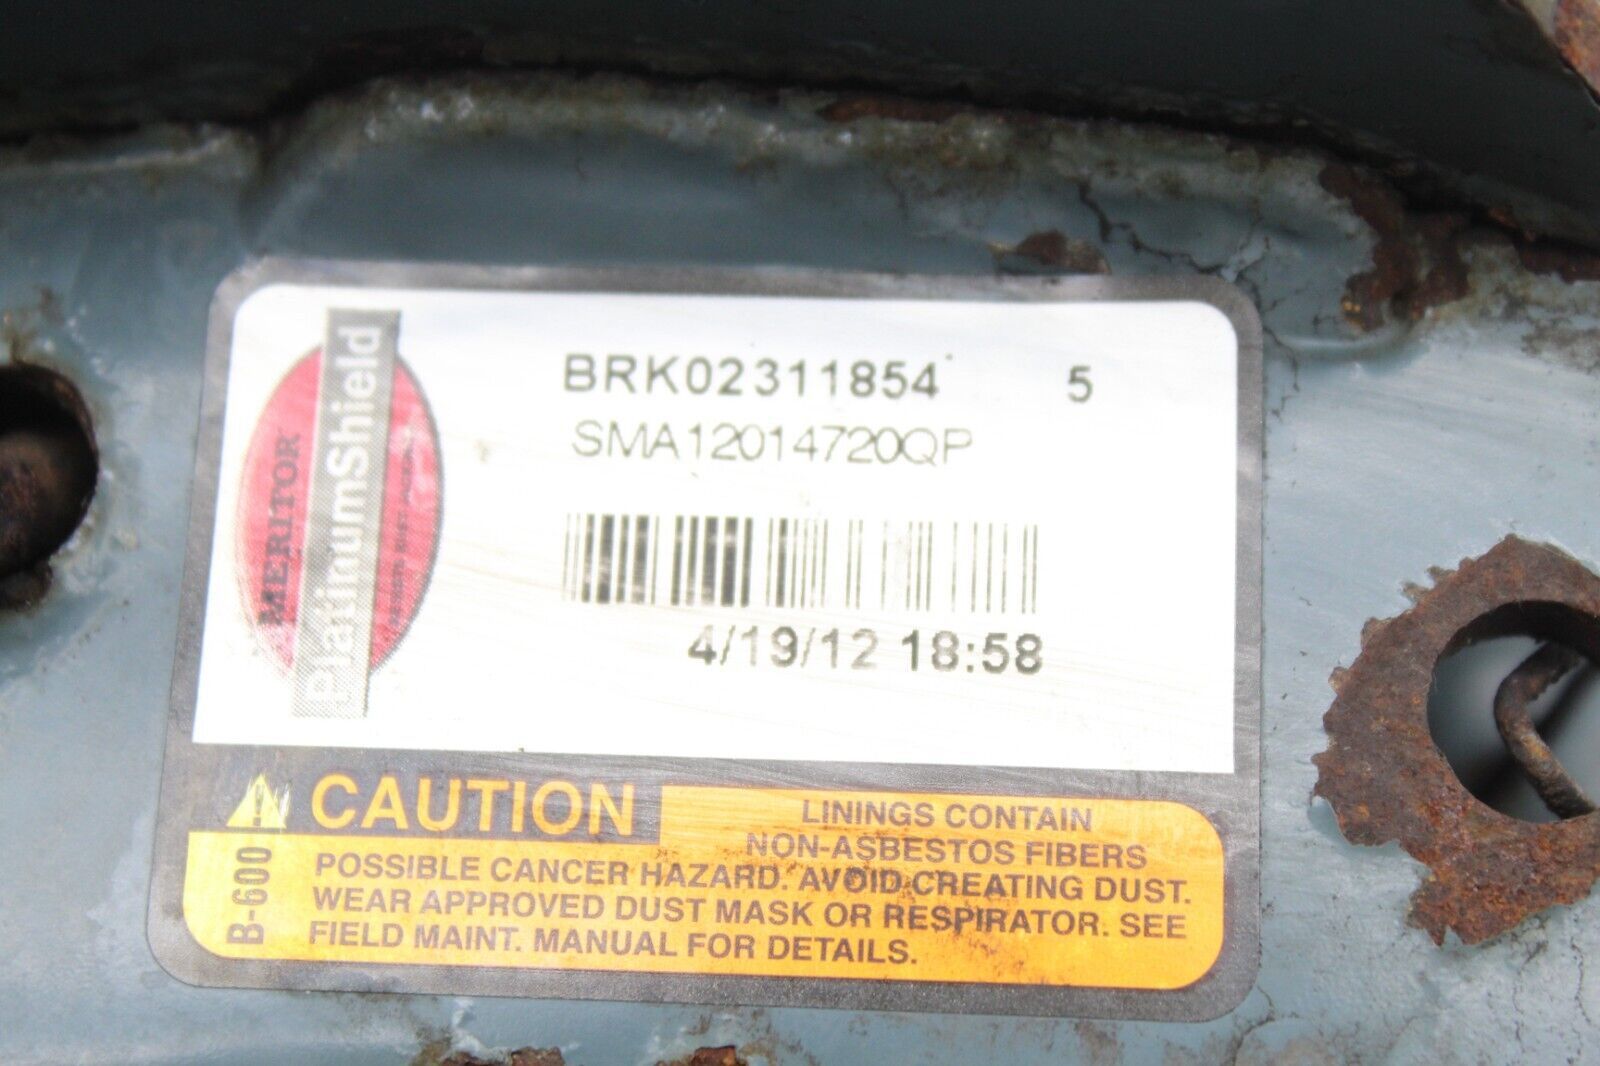 MERITOR
PlatinumShield
BRK02311854 5
SMA12014720QP
4/19/12 18:58
CAUTION
LININGS CONTAIN
NON-ASBESTOS FIBERS
POSSIBLE CANCER HAZARD. AVOID CREATING DUST.
WEAR APPROVED DUST MASK OR RESPIRATOR. SEE
FIELD MAINT. MANUAL FOR DETAILS.
B-600